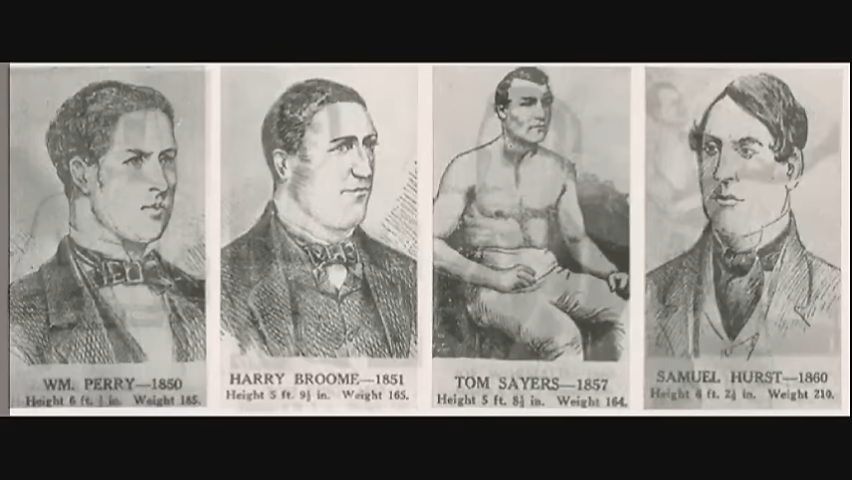 WM. PERRY—1850
Height 6 ft. ½ in. Weight 185.
HARRY BROOME—1851
Height 5 ft. 9½ in. Weight 165.
TOM SAYERS—1857
Height 5 ft. 8½ in. Weight 164.
SAMUEL HURST—1860
Height 6 ft. 2½ in. Weight 210.